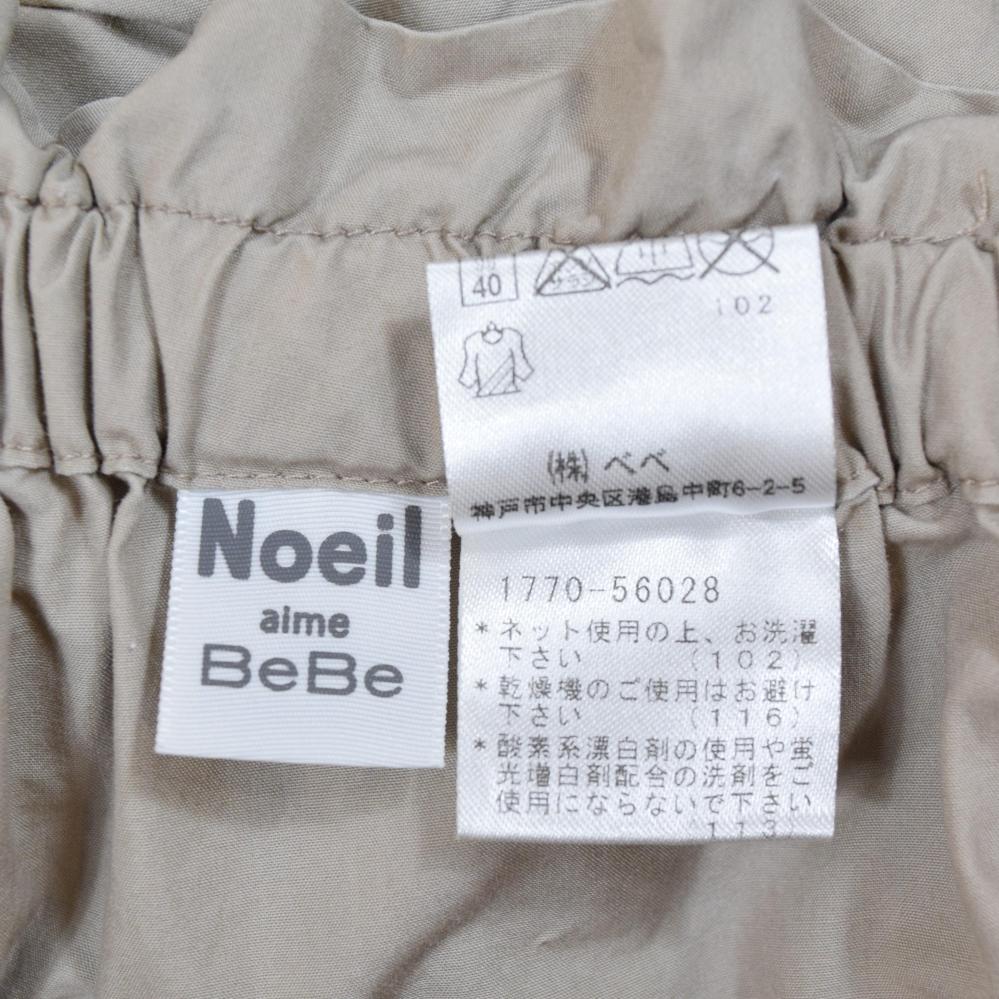 Noeil
aime
BeBe
40
102
(株) ベベ
神戸市中央区港島中町6-2-5
1770-56028
*ネット使用の上、お洗濯
下さい (102)
*乾燥機のご使用はお避け
下さい (116)
*酸素系漂白剤の使用や蛍
光増白剤配合の洗剤をご
使用にならないで下さい
113)